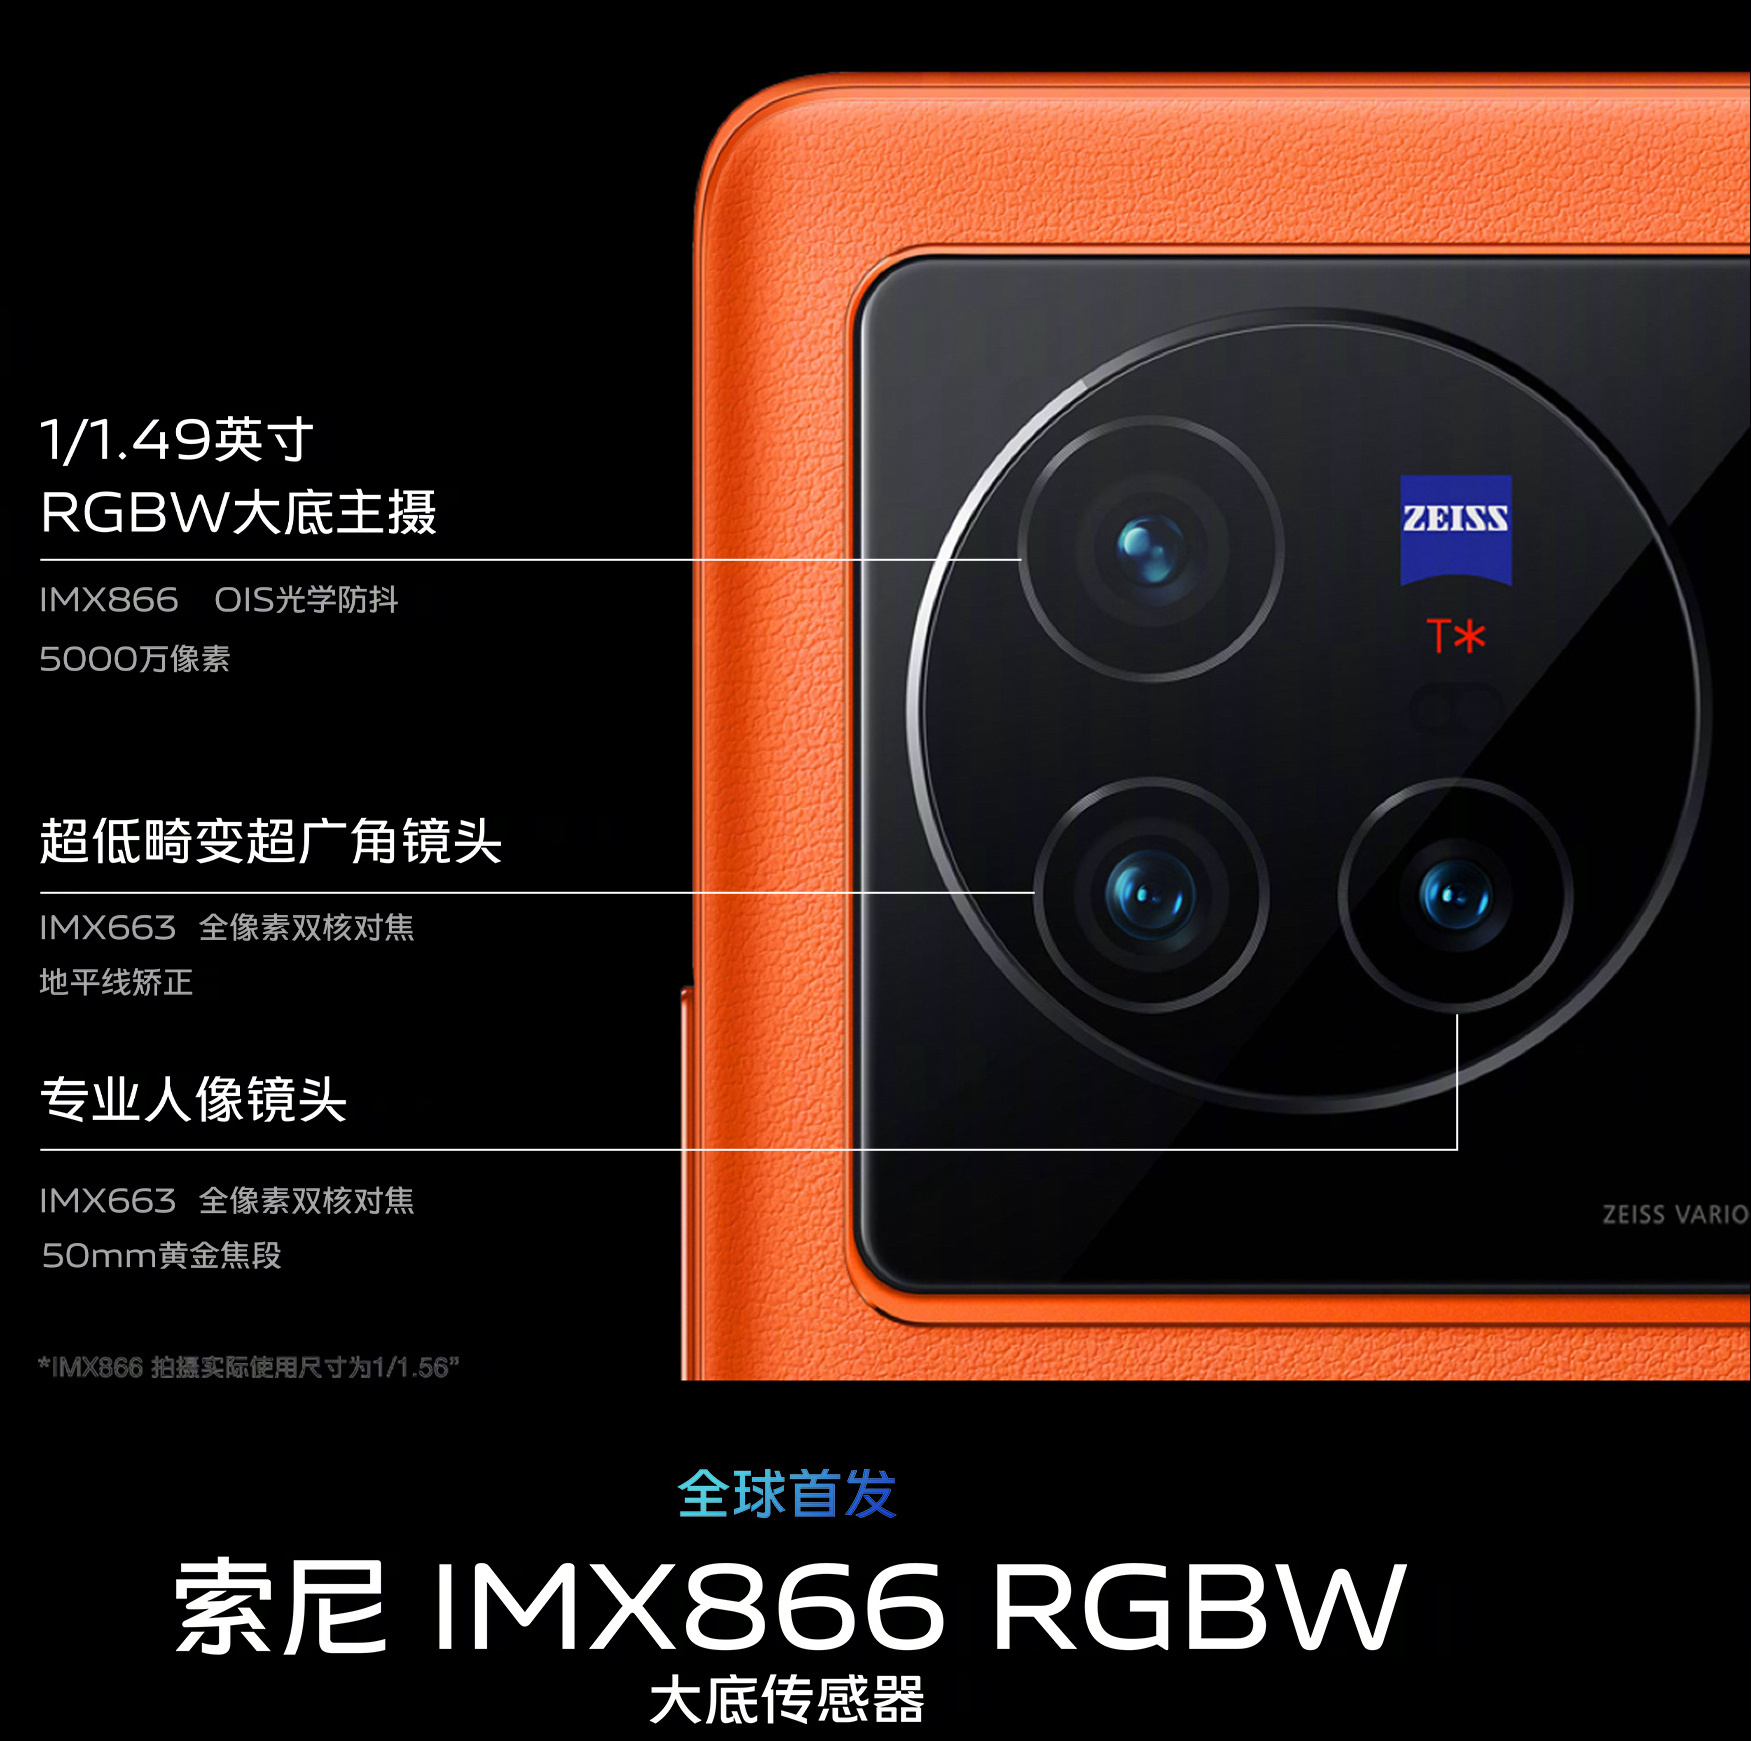 1/1.49英寸
RGBW大底主摄
IMX866 OIS光学防抖
5000万像素
ZEISS
T*
超低畸变超广角镜头
IMX663 全像素双核对焦
地平线矫正
专业人像镜头
IMX663 全像素双核对焦
50mm黄金焦段
ZEISS VARIO
*IMX866 拍摄实际使用尺寸为1/1.56”
全球首发
索尼 IMX866 RGBW
大底传感器